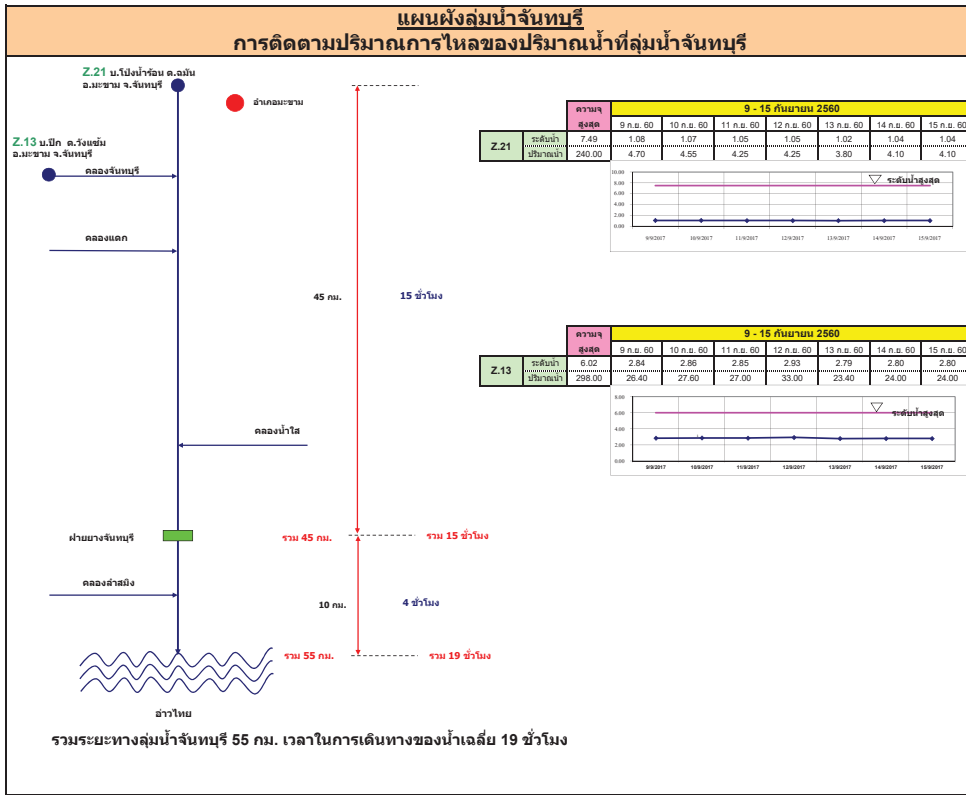 แผนผังลุ่มน้ำจันทบุรี
การติดตามปริมาณการไหลของปริมาณน้ำที่ลุ่มน้ำจันทบุรี
Z.21 บ.โป่งน้ำร้อน ต.ฉมัน
อ.มะขาม จ.จันทบุรี
อำเภอมะขาม
Z.13 บ.ปึก ต.วังแซ้ม
อ.มะขาม จ.จันทบุรี
คลองจันทบุรี
คลองแตก
45 กม. 15 ชั่วโมง
คลองน้ำใส
ฝายยางจันทบุรี รวม 45 กม. รวม 15 ชั่วโมง
คลองลำสมิง
10 กม. 4 ชั่วโมง
รวม 55 กม. รวม 19 ชั่วโมง
อ่าวไทย
รวมระยะทางลุ่มน้ำจันทบุรี 55 กม. เวลาในการเดินทางของน้ำเฉลี่ย 19 ชั่วโมง
ความจุ 9 - 15 กันยายน 2560
สูงสุด 9 ก.ย. 60 10 ก.ย. 60 11 ก.ย. 60 12 ก.ย. 60 13 ก.ย. 60 14 ก.ย. 60 15 ก.ย. 60
Z.21
ระดับน้ำ 7.49 1.08 1.07 1.05 1.05 1.02 1.04 1.04
ปริมาณน้ำ 240.00 4.70 4.55 4.25 4.25 3.80 4.10 4.10
10.00
8.00
6.00
4.00
2.00
0.00
ระดับน้ำสูงสุด
9/9/2017 10/9/2017 11/9/2017 12/9/2017 13/9/2017 14/9/2017 15/9/2017
ความจุ 9 - 15 กันยายน 2560
สูงสุด 9 ก.ย. 60 10 ก.ย. 60 11 ก.ย. 60 12 ก.ย. 60 13 ก.ย. 60 14 ก.ย. 60 15 ก.ย. 60
Z.13
ระดับน้ำ 6.02 2.84 2.86 2.85 2.93 2.79 2.80 2.80
ปริมาณน้ำ 298.00 26.40 27.60 27.00 33.00 23.40 24.00 24.00
8.00
6.00
4.00
2.00
0.00
ระดับน้ำสูงสุด
9/9/2017 10/9/2017 11/9/2017 12/9/2017 13/9/2017 14/9/2017 15/9/2017